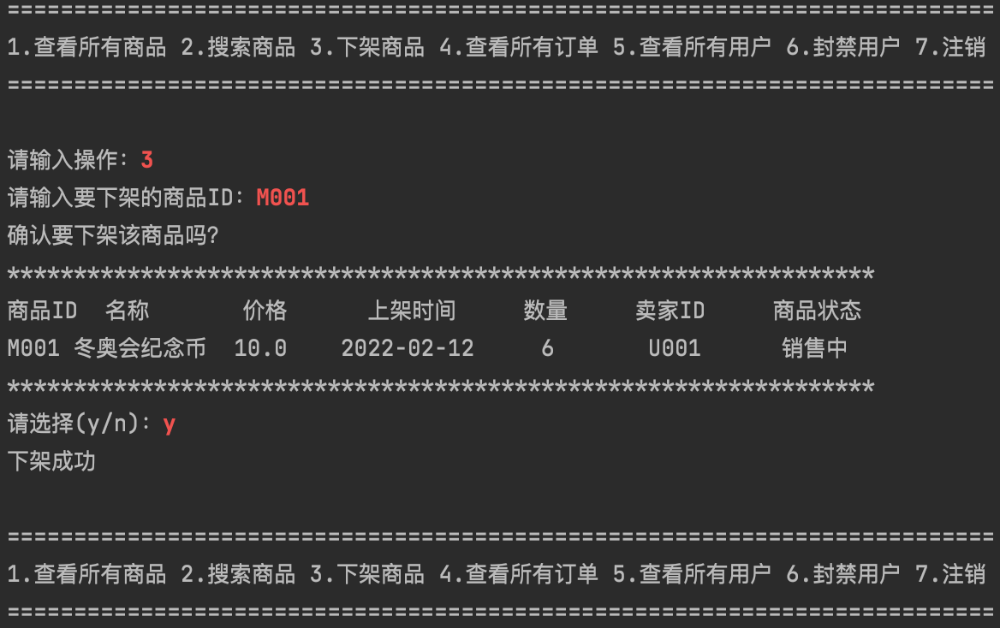 ==========================================================================
1.查看所有商品 2.搜索商品 3.下架商品 4.查看所有订单 5.查看所有用户 6.封禁用户 7.注销
==========================================================================
请输入操作：3
请输入要下架的商品ID：M001
确认要下架该商品吗？
*****************************************************************
商品ID 名称 价格 上架时间 数量 卖家ID 商品状态
M001 冬奥会纪念币 10.0 2022-02-12 6 U001 销售中
*****************************************************************
请选择(y/n)：y
下架成功
==========================================================================
1.查看所有商品 2.搜索商品 3.下架商品 4.查看所有订单 5.查看所有用户 6.封禁用户 7.注销
==========================================================================